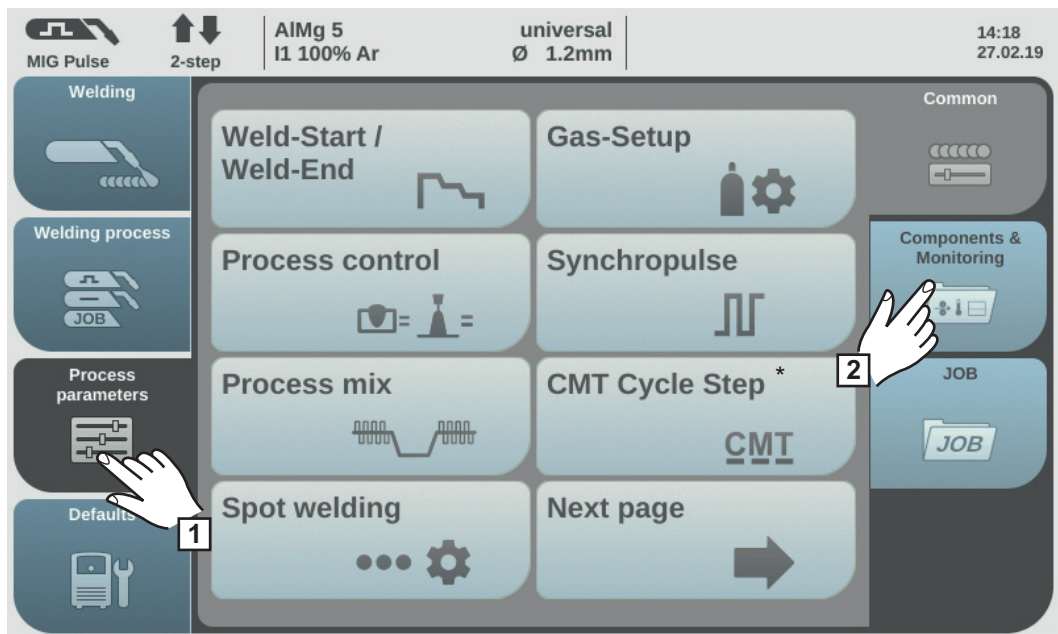 MIG Pulse
2-step
AlMg 5
I1 100% Ar
universal
Ø 1.2mm
14:18
27.02.19
Welding
Welding process
JOB
Process
parameters
1
Defaults
Weld-Start /
Weld-End
Gas-Setup
Process control
=
=
Synchropulse
Process mix
CMT Cycle Step *
CMT
Spot welding
Next page
Common
Components &
Monitoring
2
JOB
JOB